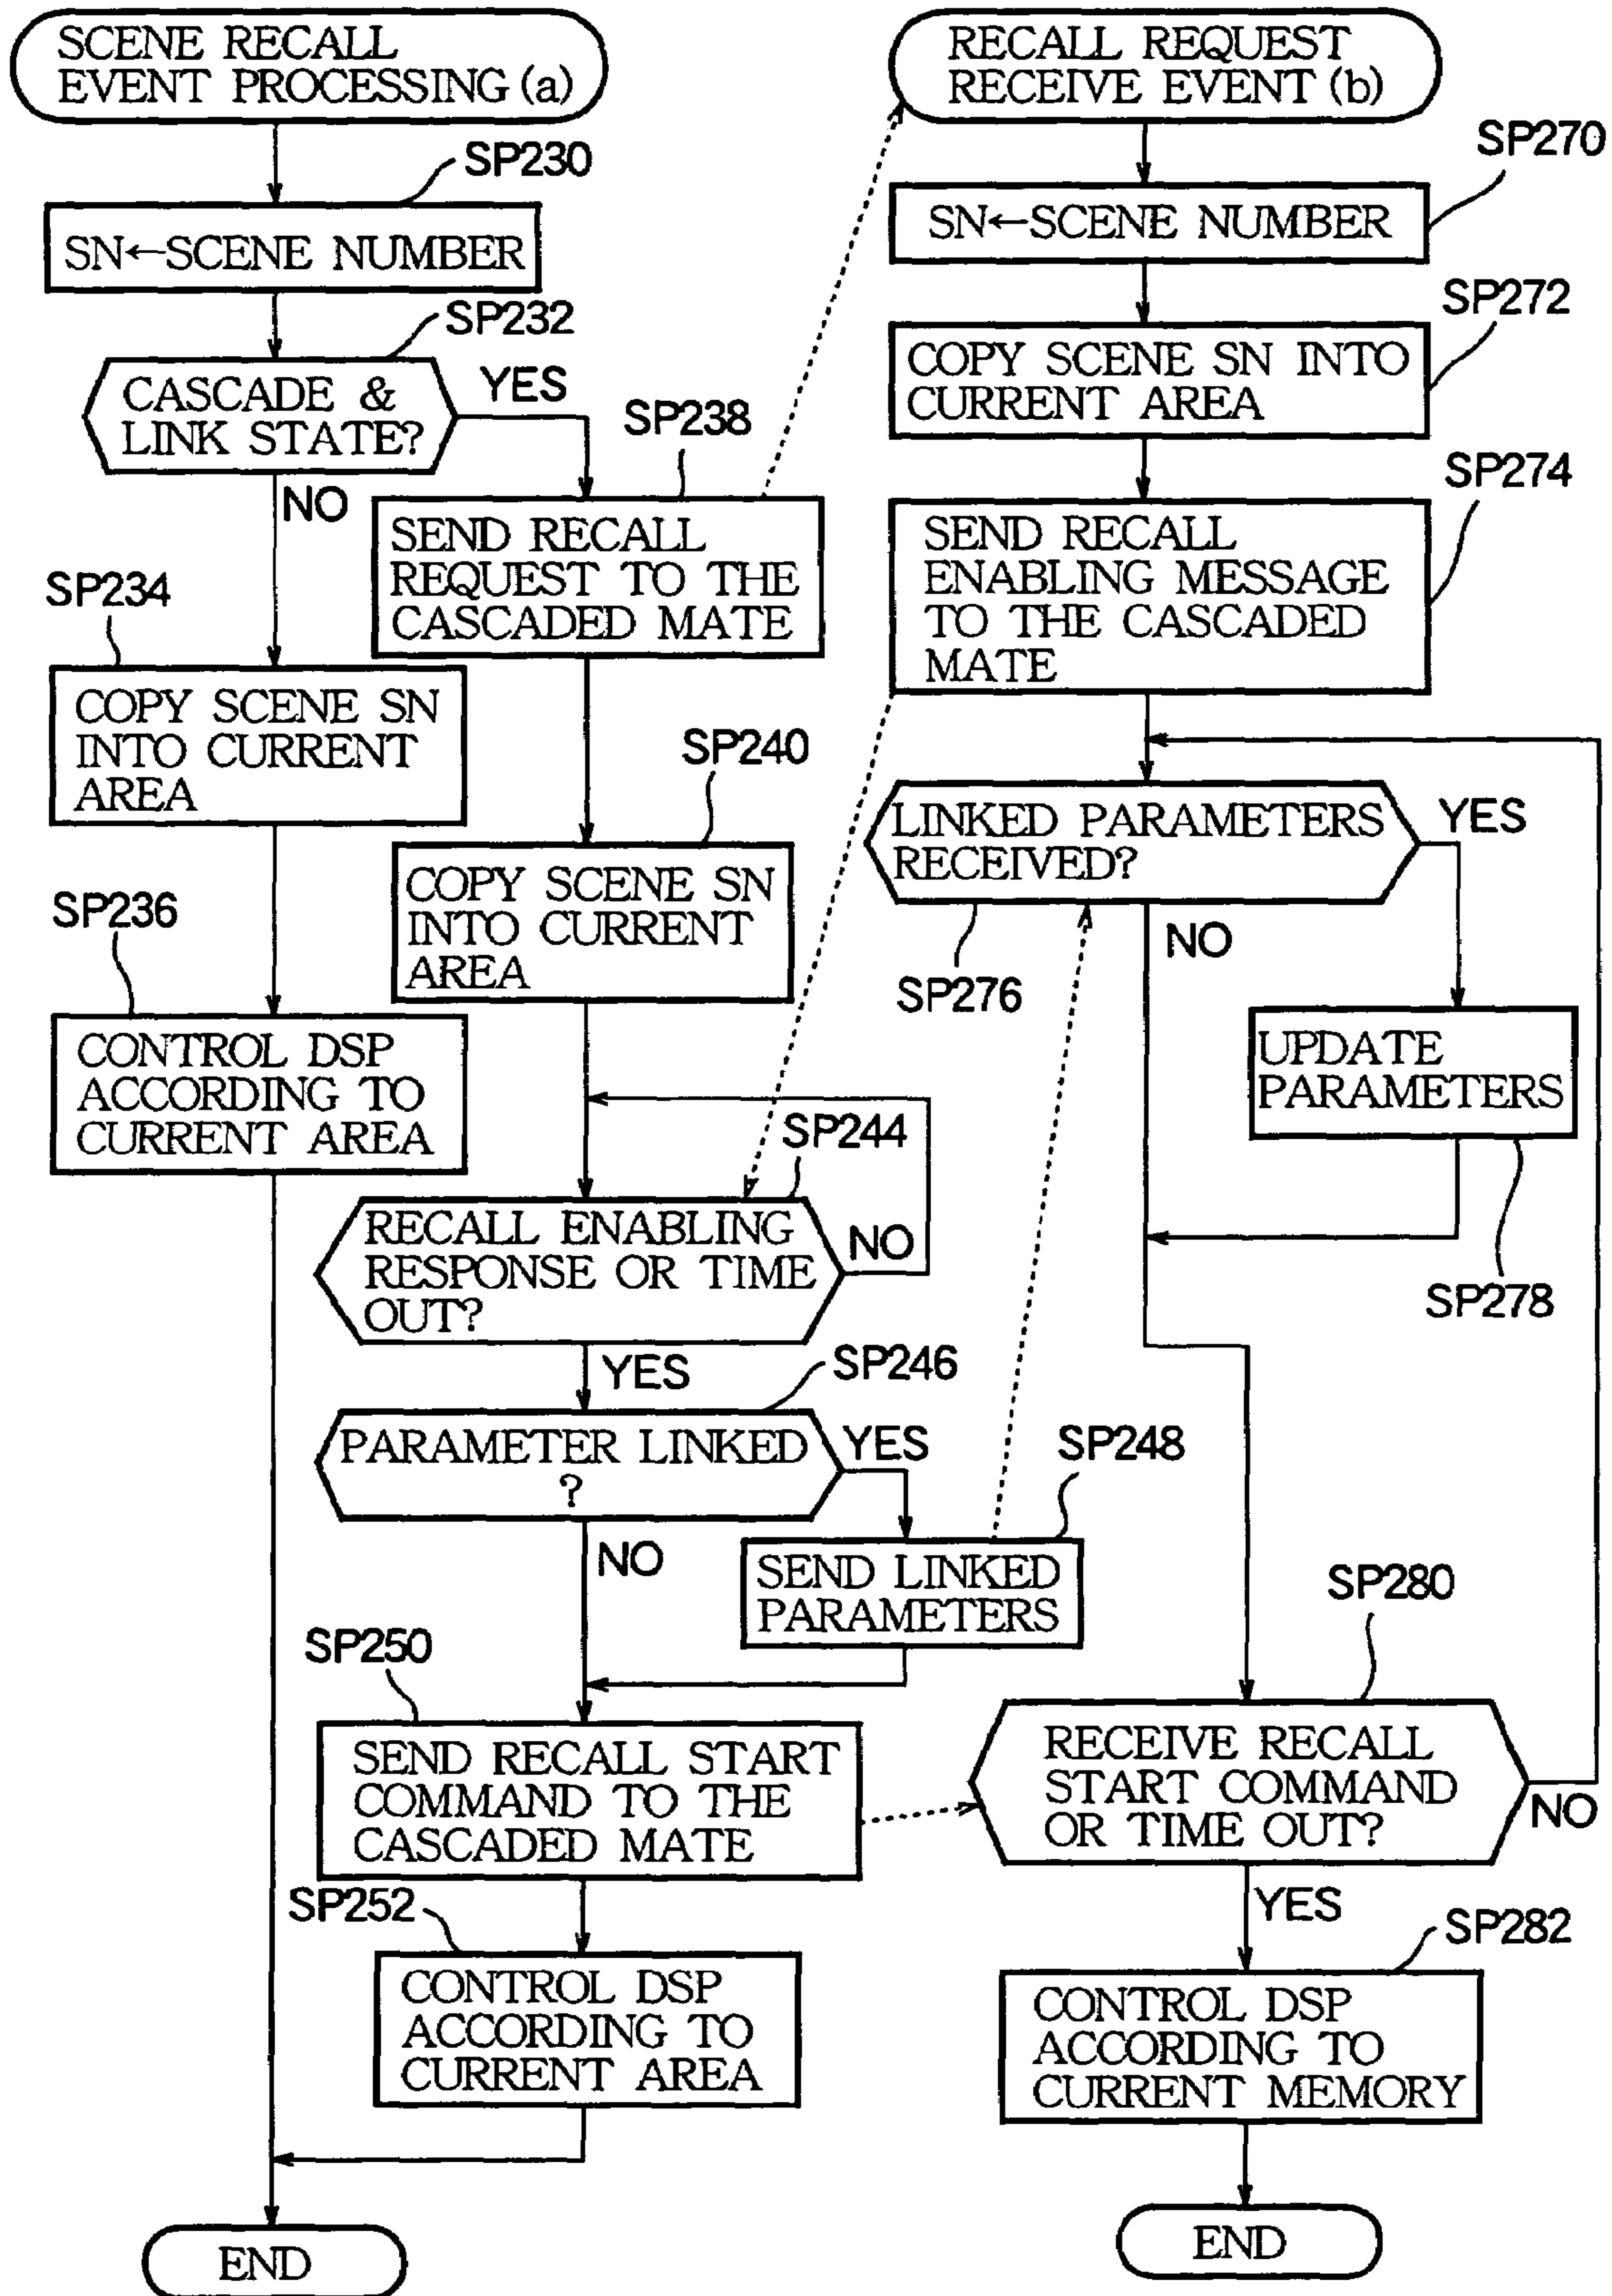 SCENE RECALL
EVENT PROCESSING (a)
SP230
SN←SCENE NUMBER
SP232
CASCADE &
LINK STATE?
YES
NO
SP234
COPY SCENE SN
INTO CURRENT
AREA
SP236
CONTROL DSP
ACCORDING TO
CURRENT AREA
SP238
SEND RECALL
REQUEST TO THE
CASCADED MATE
SP240
COPY SCENE SN
INTO CURRENT
AREA
SP244
RECALL ENABLING
RESPONSE OR TIME
OUT?
NO
YES
SP246
PARAMETER LINKED
?
YES
NO
SP248
SEND LINKED
PARAMETERS
SP250
SEND RECALL START
COMMAND TO THE
CASCADED MATE
SP252
CONTROL DSP
ACCORDING TO
CURRENT AREA
END
RECALL REQUEST
RECEIVE EVENT (b)
SP270
SN←SCENE NUMBER
SP272
COPY SCENE SN INTO
CURRENT AREA
SP274
SEND RECALL
ENABLING MESSAGE
TO THE CASCADED
MATE
LINKED PARAMETERS
RECEIVED?
YES
NO
SP276
UPDATE
PARAMETERS
SP278
SP280
RECEIVE RECALL
START COMMAND
OR TIME OUT?
NO
YES
SP282
CONTROL DSP
ACCORDING TO
CURRENT MEMORY
END